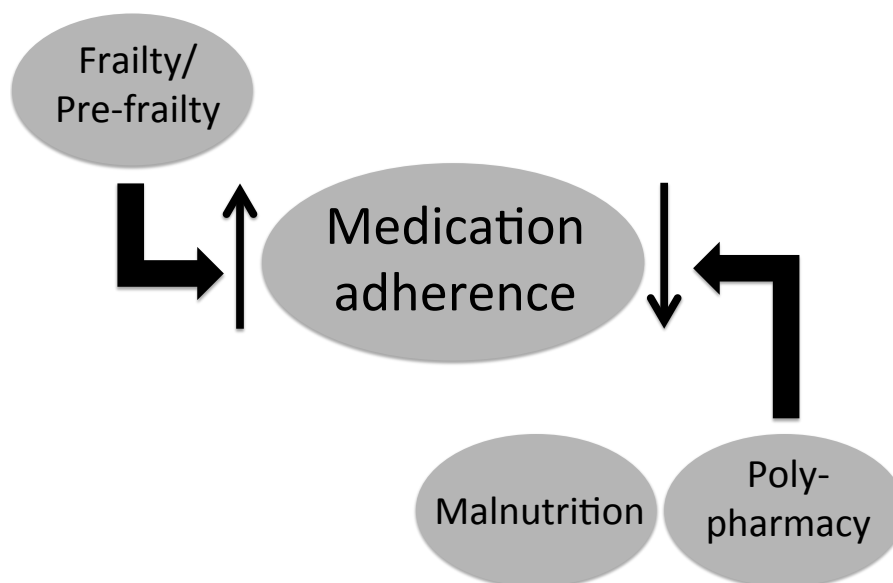 Frailty/
Pre-frailty
Medication
adherence
Malnutrition
Poly-
pharmacy